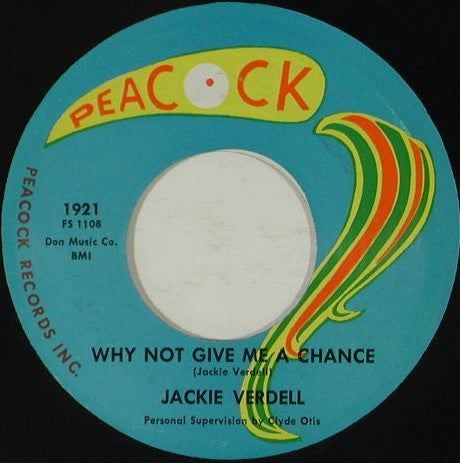 PEACOCK
PEACOCK RECORDS INC.
1921
FS 1108
Don Music Co.
BMI
WHY NOT GIVE ME A CHANCE
(Jackie Verdell)
JACKIE VERDELL
Personal Supervision by Clyde Otis